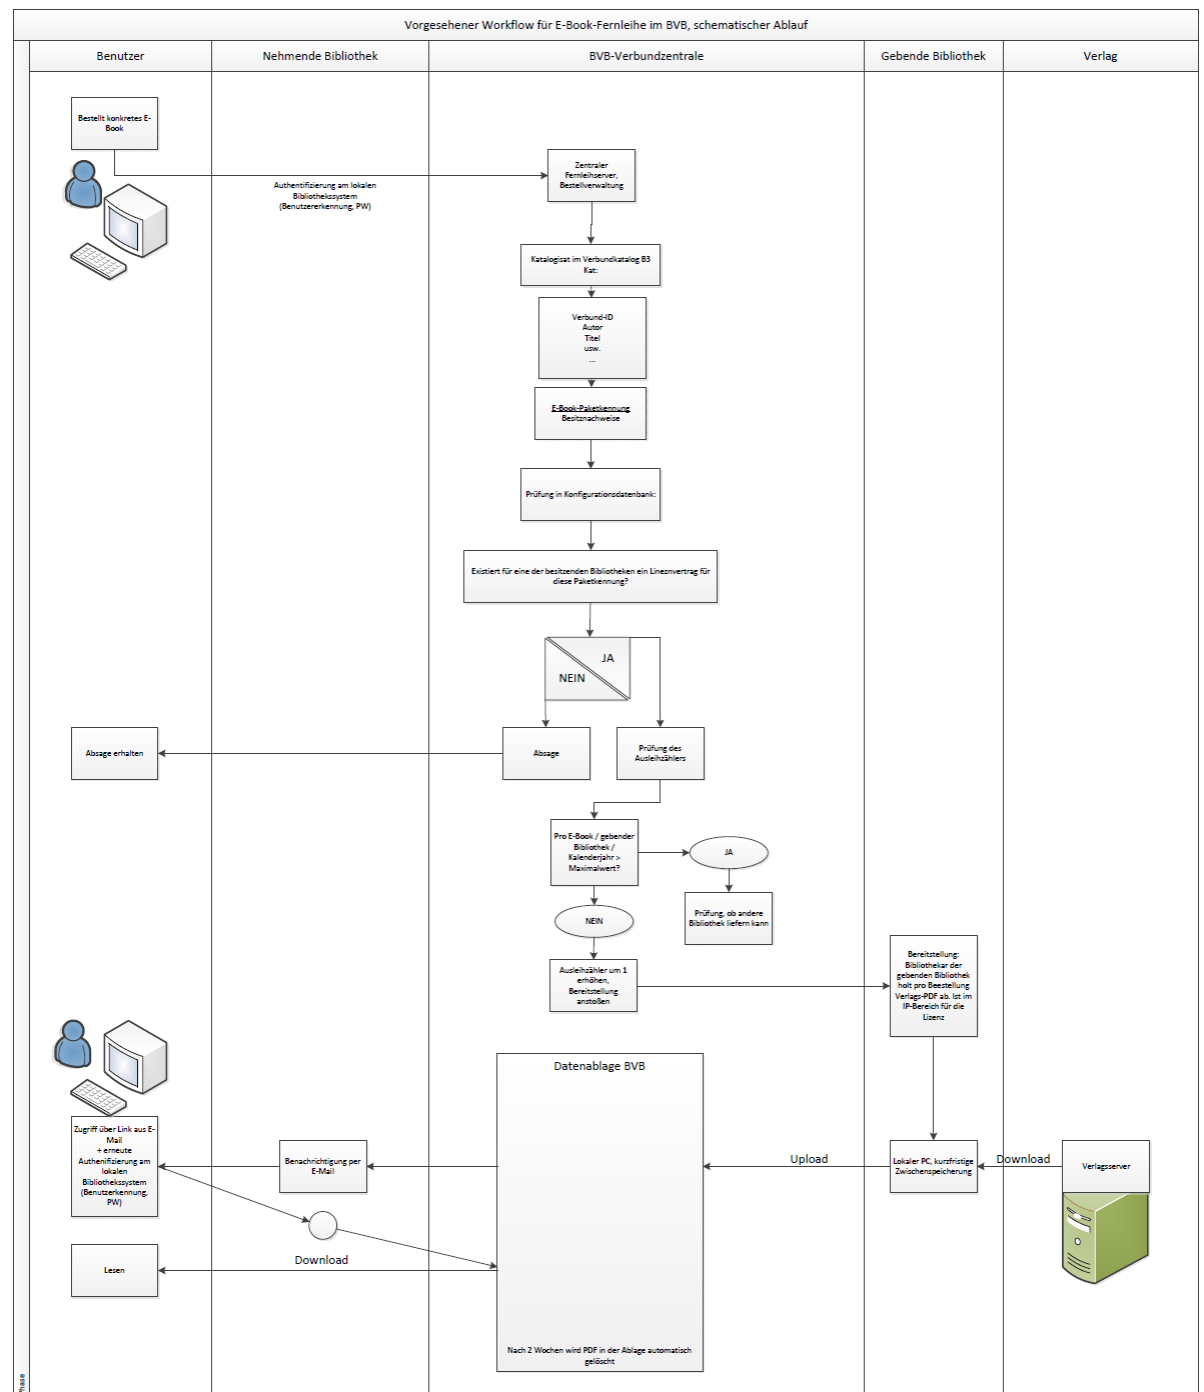 Vorgesehener Workflow für E-Book-Fernleihe im BVB, schematischer Ablauf
Benutzer
Nehmende Bibliothek
BVB-Verbundzentrale
Gebende Bibliothek
Verlag
Bestellt konkretes E-
Book
Authentifizierung am lokalen
Bibliothekssystem
(Benutzererkennung, PW)
Zentraler
Fernleihserver,
Bestellverwaltung
Katalogisat im Verbundkatalog B3
Kat:
Verbund-ID
Autor
Titel
usw.
...
E-Book-Paketkennung
Besitznachweise
Prüfung in Konfigurationsdatenbank:
Existiert für eine der besitzenden Bibliotheken ein Lineznvertrag für
diese Paketkennung?
JA
NEIN
Absage erhalten
Absage
Prüfung des
Ausleihzählers
Pro E-Book / gebender
Bibliothek /
Kalenderjahr >
Maximalwert?
JA
NEIN
Prüfung, ob andere
Bibliothek liefern kann
Ausleihzähler um 1
erhöhen,
Bereitstellung
anstoßen
Bereitstellung:
Bibliothekar der
gebenden Bibliothek
holt pro Beestellung
Verlags-PDF ab. Ist im
IP-Bereich für die
Lizenz
Datenablage BVB
Zugriff über Link aus E-
Mail
+ erneute
Authenifizierung am
lokalen
Bibliothekssystem
(Benutzerkennung,
PW)
Benachrichtigung per
E-Mail
Upload
Lokaler PC, kurzfristige
Zwischenspeicherung
Download
Verlagsserver
Download
Lesen
Nach 2 Wochen wird PDF in der Ablage automatisch
gelöscht